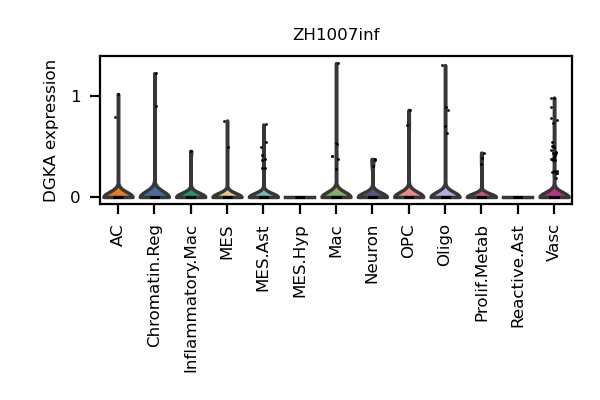 ZH1007inf
DGKA expression
1
0
AC
Chromatin.Reg
Inflammatory.Mac
MES
MES.Ast
MES.Hyp
Mac
Neuron
OPC
Oligo
Prolif.Metab
Reactive.Ast
Vasc